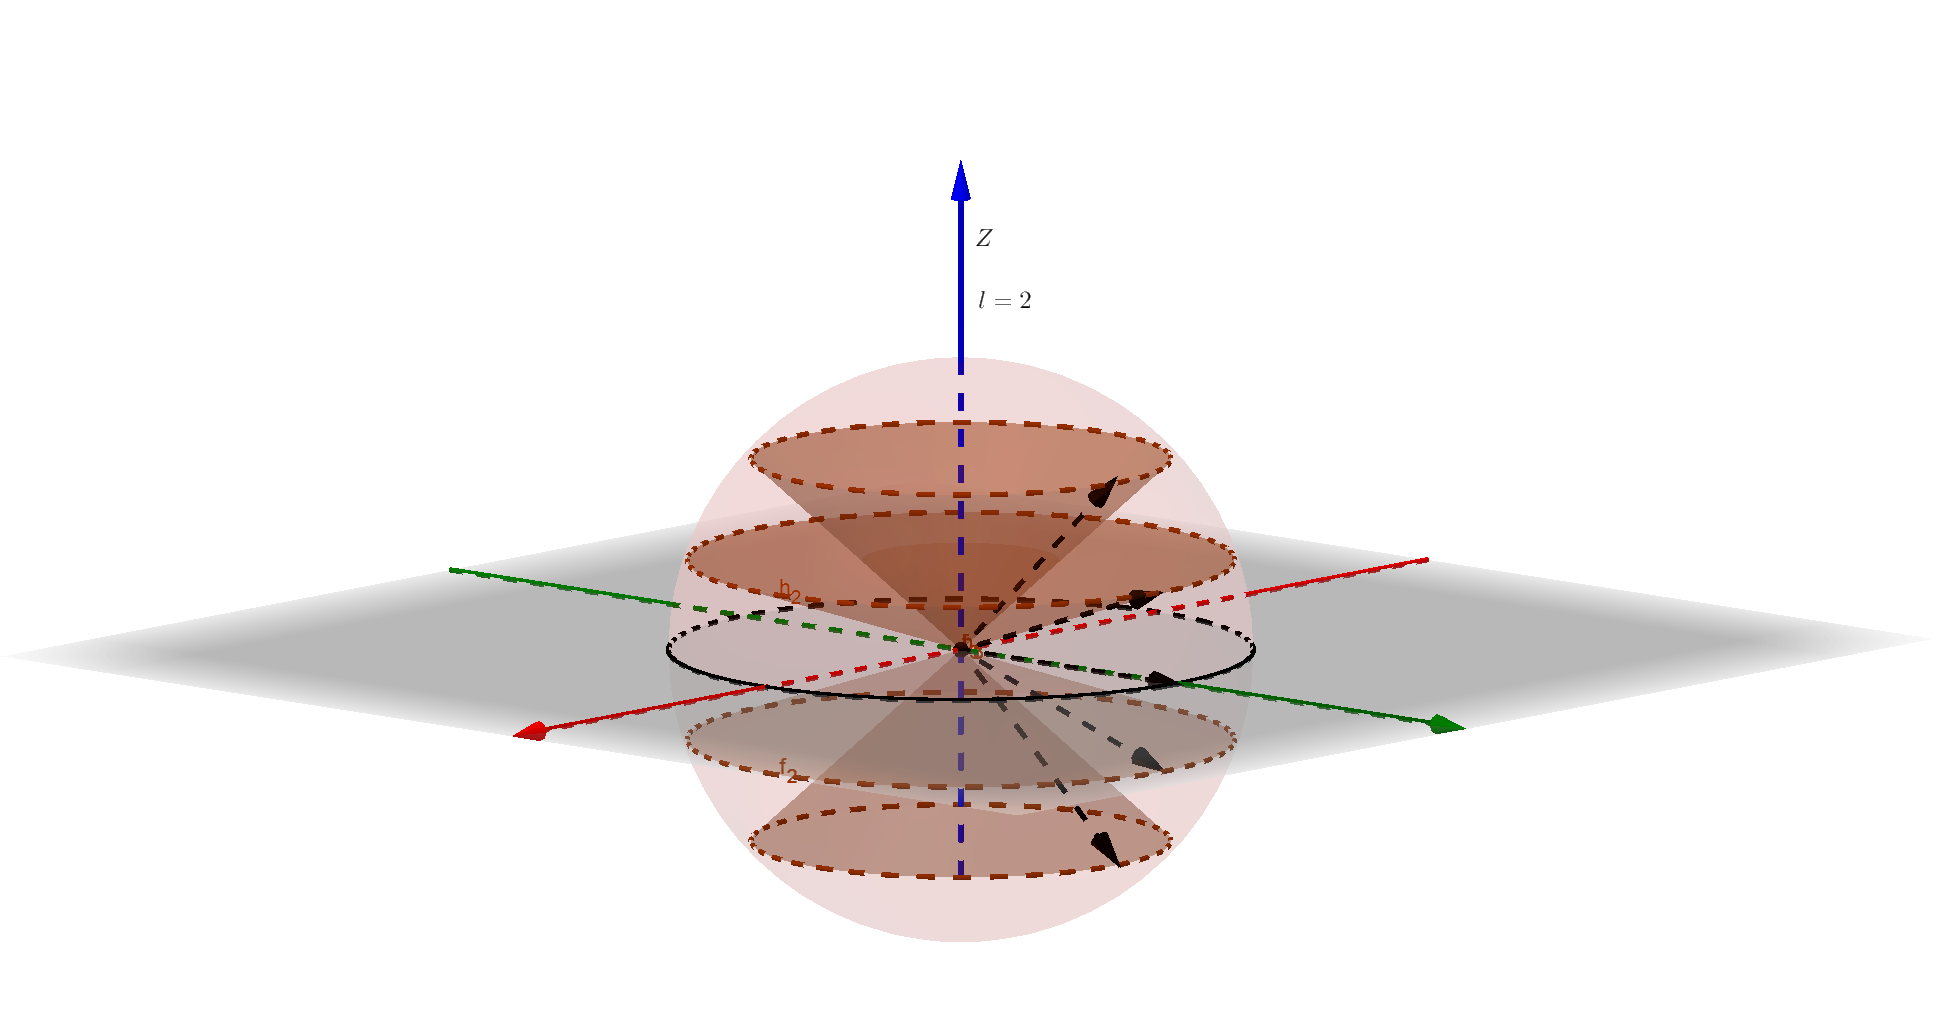 Z
l = 2
h₂
f₂